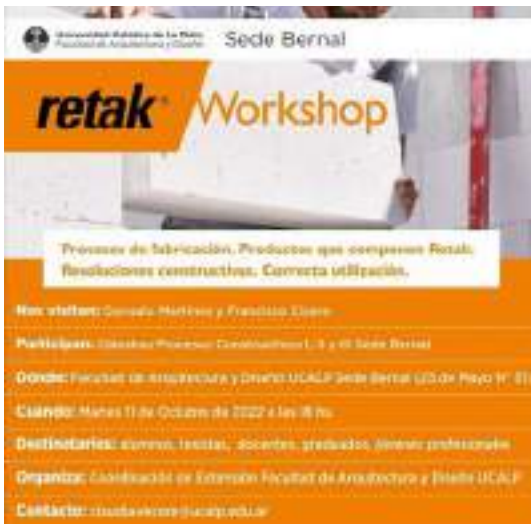 Universidad Católica de La Plata
Facultad de Arquitectura y Diseño
Sede Bernal
retak® Workshop
Procesos de fabricación. Productos que componen Retak.
Resoluciones constructivas. Correcta utilización.
Nos visitan: Gonzalo Martínez y Francisco
Participan: Cátedras Procesos Constructivos I, II y III Sede Bernal
Dónde: Facultad de Arquitectura y Diseño UCALP Sede Bernal (25 de Mayo N°
Cuándo: Martes 11 de Octubre de 2022 a las 18 hs
Destinatarios: alumnos, tesistas, docentes, graduados, jóvenes profesionales
Organiza: Coordinación de Extensión Facultad de Arquitectura y Diseño UCALP
Contacto: